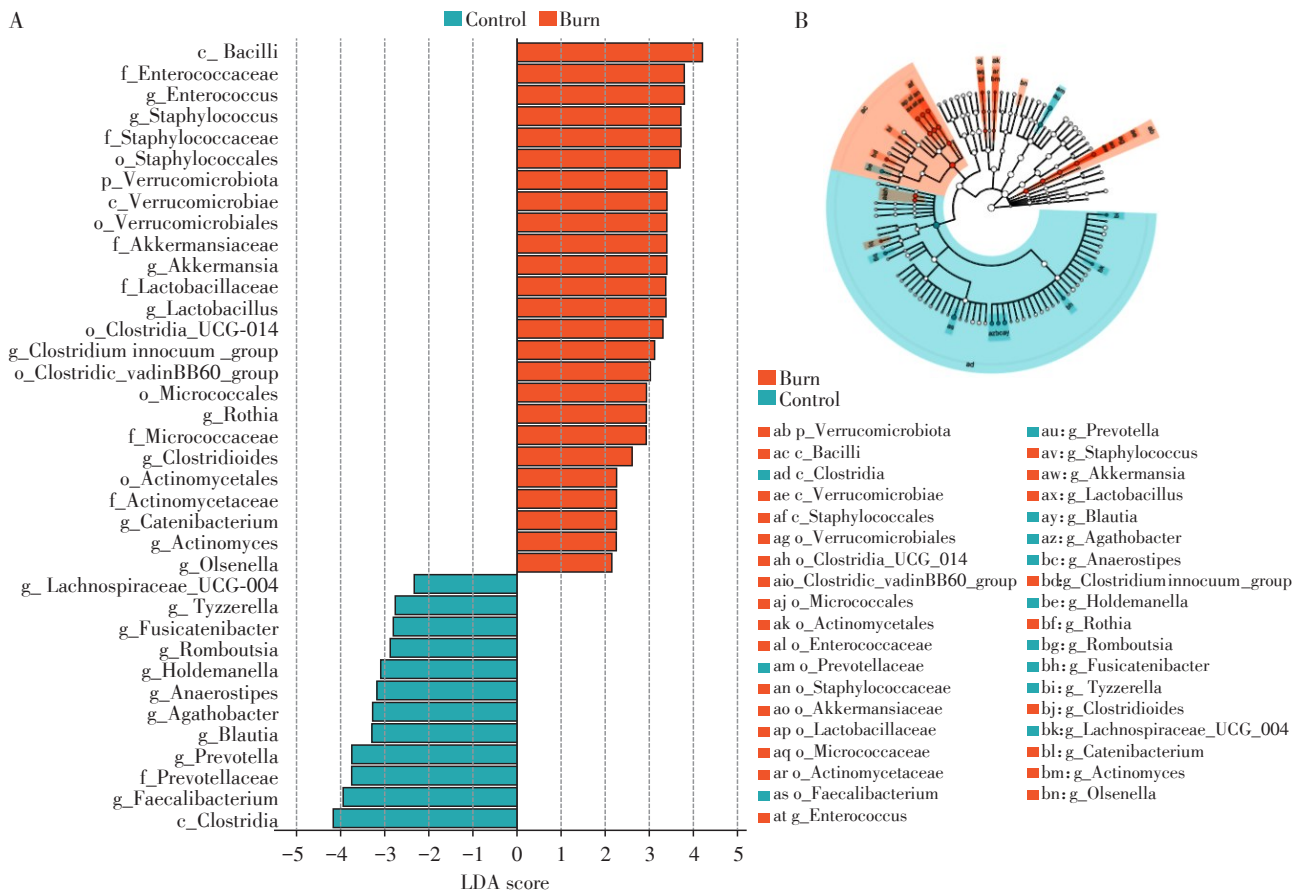 A
Control Burn
c_ Bacilli
f_Enterococcaceae
g_Enterococcus
g_Staphylococcus
f_Staphylococcaceae
o_Staphylococcales
p_Verrucomicrobiota
c_Verrucomicrobiae
o_Verrucomicrobiales
f_Akkermansiaceae
g_Akkermansia
f_Lactobacillaceae
g_Lactobacillus
o_Clostridia_UCG-014
g_Clostridium innocuum _group
o_Clostridic_vadinBB60_group
o_Micrococcales
g_Rothia
f_Micrococcaceae
g_Clostridioides
o_Actinomycetales
f_Actinomycetaceae
g_Catenibacterium
g_Actinomyces
g_Olsenella
g_ Lachnospiraceae_UCG-004
g_ Tyzzerella
g_Fusicatenibacter
g_Romboutsia
g_Holdemanella
g_Anaerostipes
g_Agathobacter
g_Blautia
g_Prevotella
f_Prevotellaceae
g_Faecalibacterium
c_Clostridia
−5 −4 −3 −2 −1 0 1 2 3 4 5
LDA score
B
aj
ak
ar
bm
bn
ad
Burn
Control
ab p_Verrucomicrobiota
ac c_Bacilli
ad c_Clostridia
ae c_Verrucomicrobiae
af c_Staphylococcales
ag o_Verrucomicrobiales
ah o_Clostridia_UCG_014
aio_Clostridic_vadinBB60_group
aj o_Micrococcales
ak o_Actinomycetales
al o_Enterococcaceae
am o_Prevotellaceae
an o_Staphylococcaceae
ao o_Akkermansiaceae
ap o_Lactobacillaceae
aq o_Micrococcaceae
ar o_Actinomycetaceae
as o_Faecalibacterium
at g_Enterococcus
au: g_Prevotella
av: g_Staphylococcus
aw: g_Akkermansia
ax: g_Lactobacillus
ay: g_Blautia
az: g_Agathobacter
bc: g_Anaerostipes
bd:g_Clostridiuminnocuum_group
be: g_Holdemanella
bf: g_Rothia
bg: g_Romboutsia
bh: g_Fusicatenibacter
bi: g_ Tyzzerella
bj: g_Clostridioides
bk:g_Lachnospiraceae_UCG_004
bl: g_Catenibacterium
bm: g_Actinomyces
bn: g_Olsenella